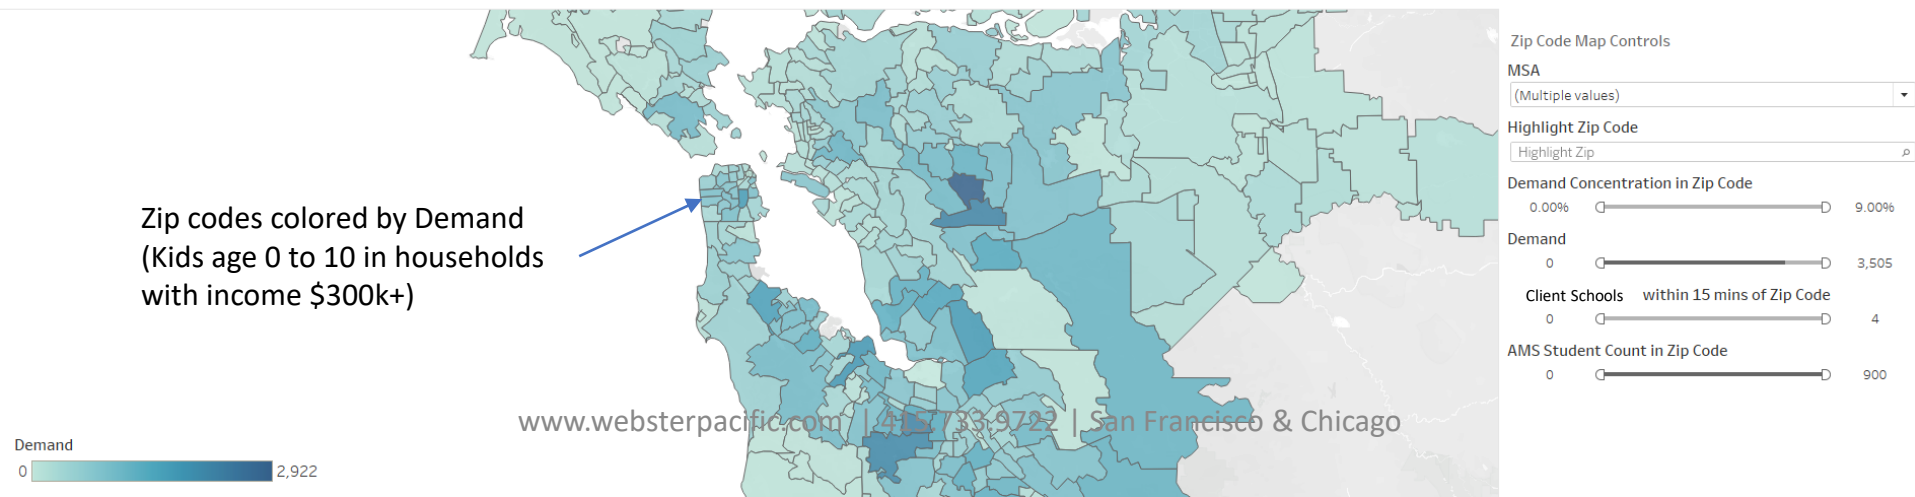 Zip codes colored by Demand
(Kids age 0 to 10 in households
with income $300k+)
www.websterpacific.com | 415.733.9722 | San Francisco & Chicago
Demand
0 2,922
Zip Code Map Controls
MSA
(Multiple values)
Highlight Zip Code
Highlight Zip
Demand Concentration in Zip Code
0.00% 9.00%
Demand
0 3,505
Client Schools within 15 mins of Zip Code
0 4
AMS Student Count in Zip Code
0 900